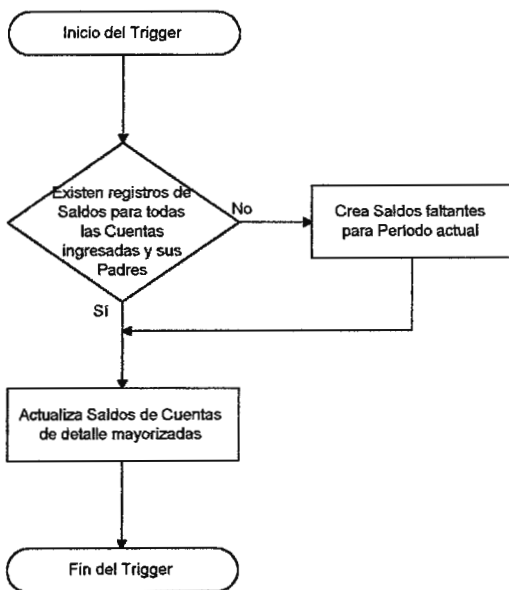 Inicio del Trigger
Existen registros de
Saldos para todas
las Cuentas
ingresadas y sus
Padres
No
Crea Saldos faltantes
para Período actual
Sí
Actualiza Saldos de Cuentas
de detalle mayorizadas
Fin del Trigger